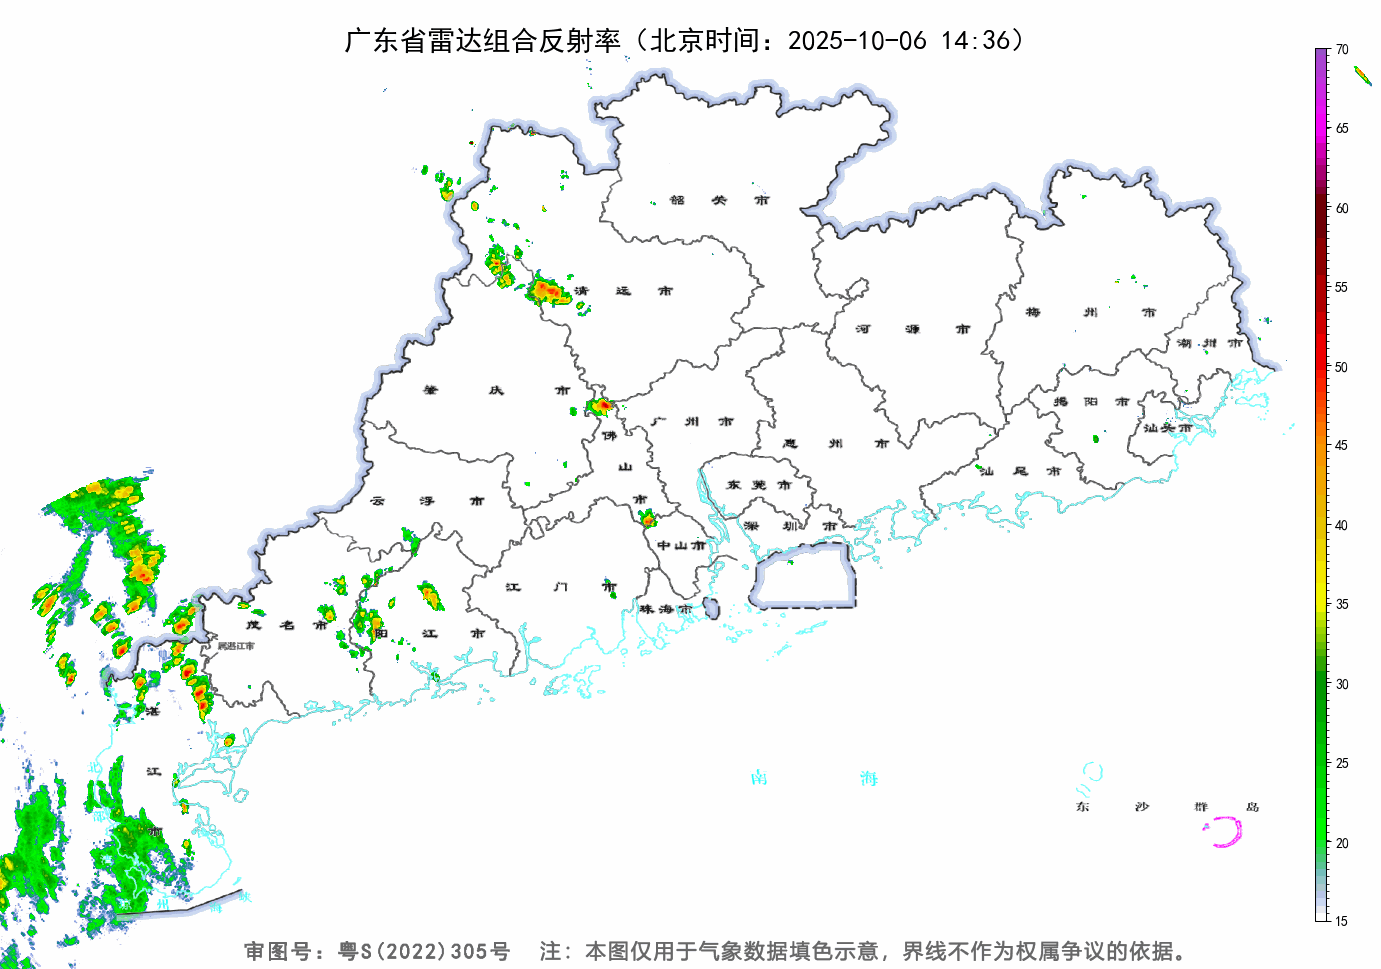 广东省雷达组合反射率（北京时间：2025-10-06 14:36）
70
65
60
55
50
45
40
35
30
25
20
15
韶关市
清远市
河源市
梅州市
潮州市
肇庆市
广州市
佛山市
惠州市
揭阳市
汕头市
汕尾市
云浮市
东莞市
深圳市
中山市
江门市
珠海市
茂名市
属湛江市
阳江市
湛江市
南海
东沙群岛
州海峡
审图号：粤S(2022)305号 注：本图仅用于气象数据填色示意，界线不作为权属争议的依据。